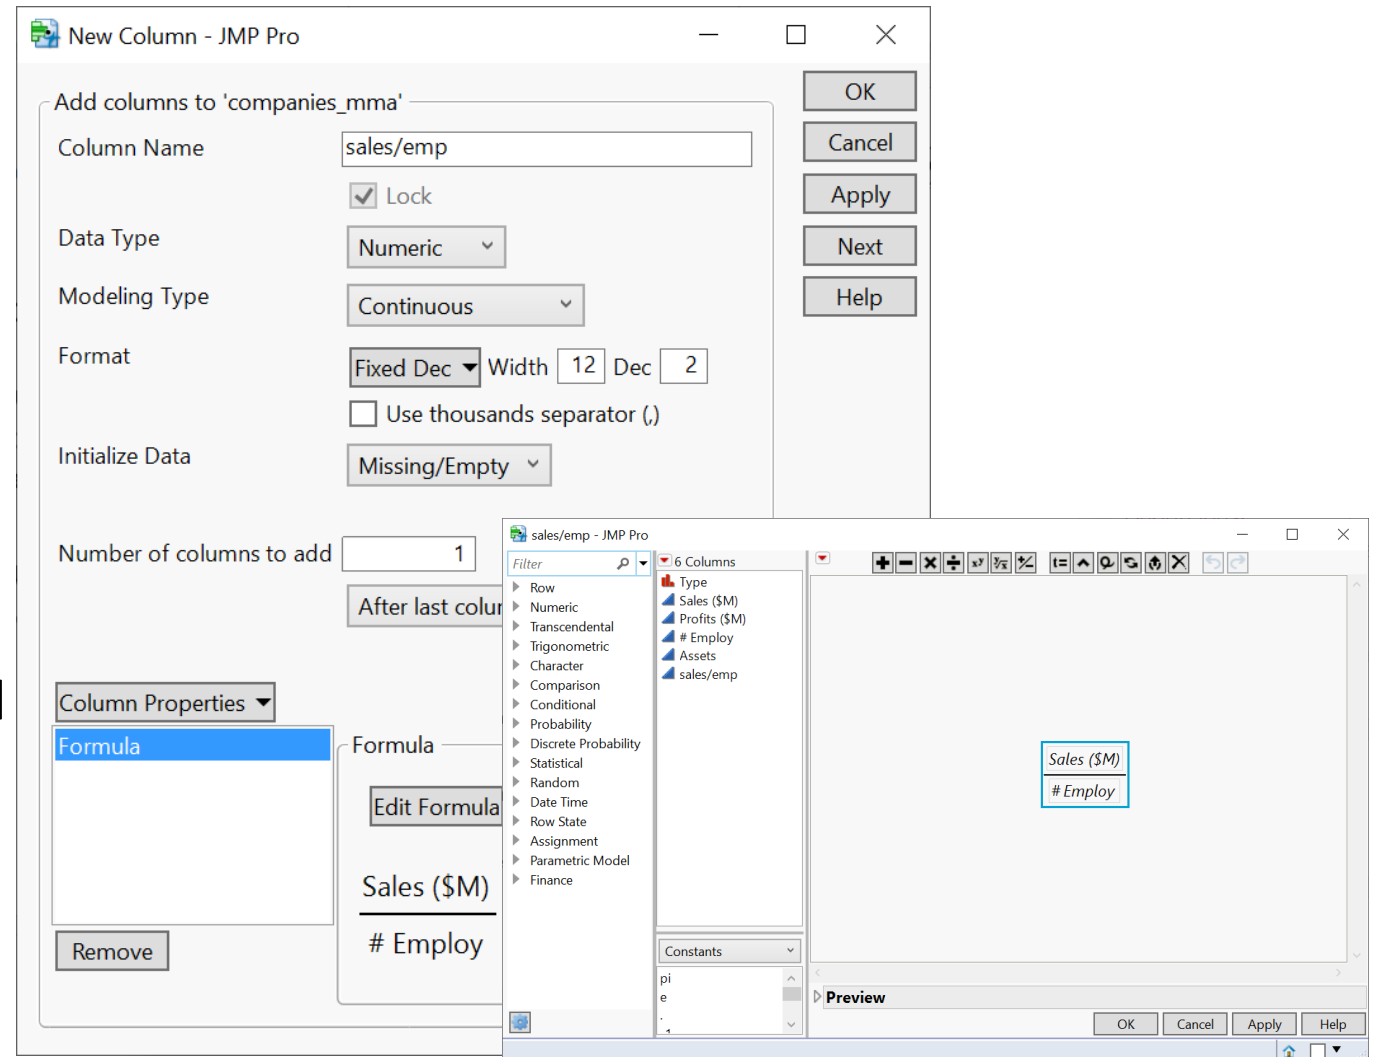 New Column - JMP Pro
OK
Add columns to 'companies_mma'
Column Name sales/emp
Cancel
Lock
Apply
Data Type Numeric
Next
Modeling Type Continuous
Help
Format Fixed Dec Width 12 Dec 2
Use thousands separator (,)
Initialize Data Missing/Empty
Number of columns to add 1
After last colu
Column Properties
Formula
Remove
Formula
Edit Formula
Sales ($M)
# Employ
sales/emp - JMP Pro
Filter
Row
Numeric
Transcendental
Trigonometric
Character
Comparison
Conditional
Probability
Discrete Probability
Statistical
Random
Date Time
Row State
Assignment
Parametric Model
Finance
6 Columns
Type
Sales ($M)
Profits ($M)
# Employ
Assets
sales/emp
Constants
pi
e
.
Sales ($M)
# Employ
Preview
OK Cancel Apply Help